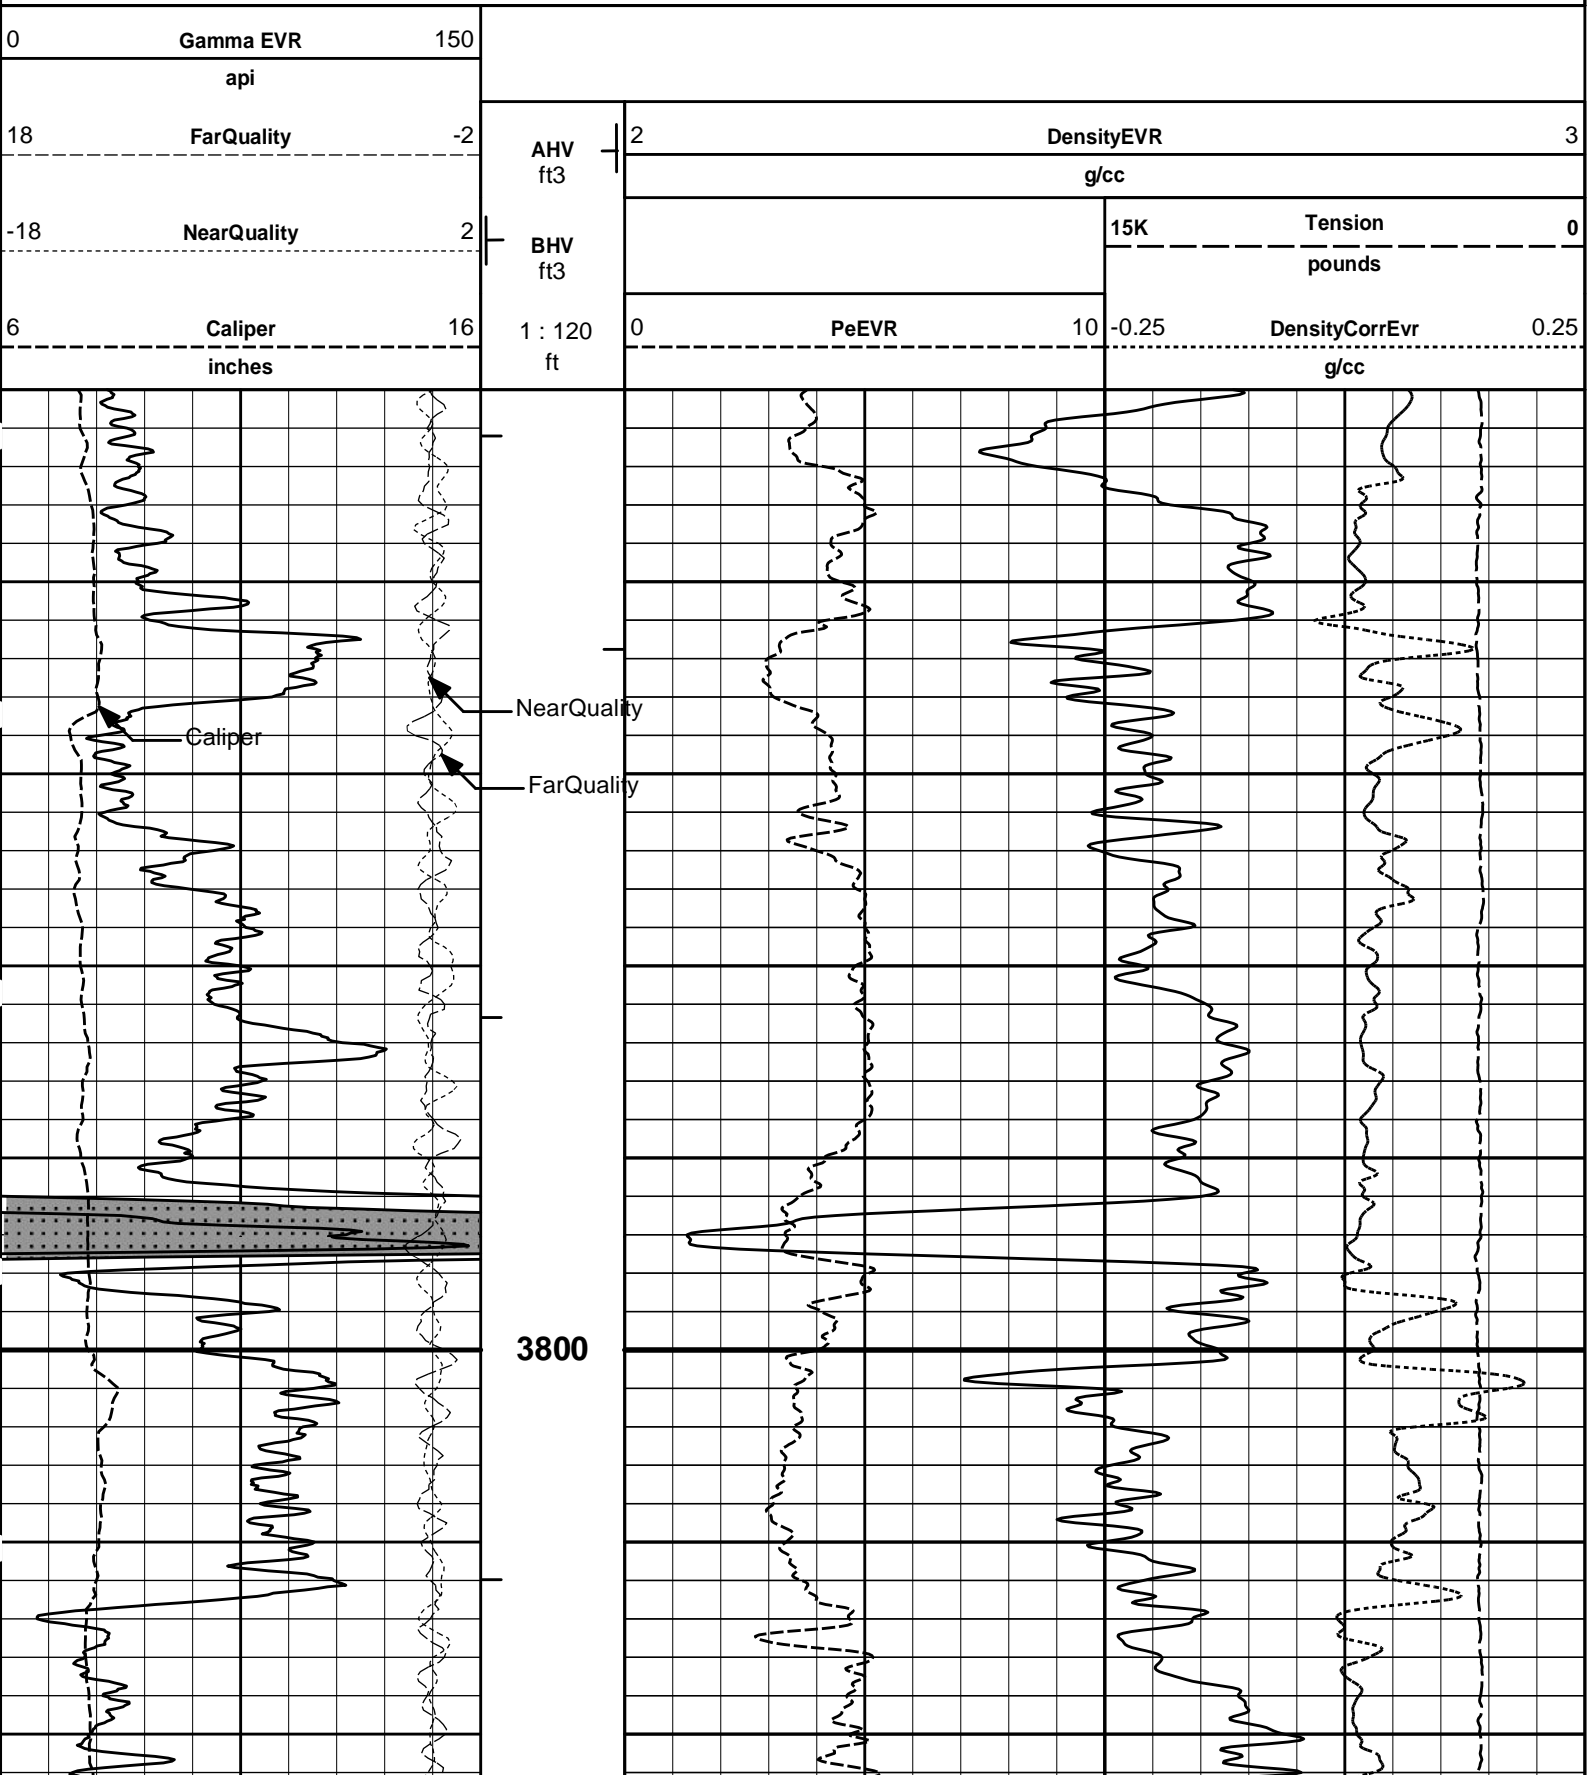 0 Gamma EVR 150
api
18 FarQuality -2
-18 NearQuality 2
6 Caliper 16
inches
AHV
ft3
BHV
ft3
1 : 120
ft
2 DensityEVR 3
g/cc
15K Tension 0
pounds
0 PeEVR 10
-0.25 DensityCorrEvr 0.25
g/cc
NearQuality
Caliper
FarQuality
3800